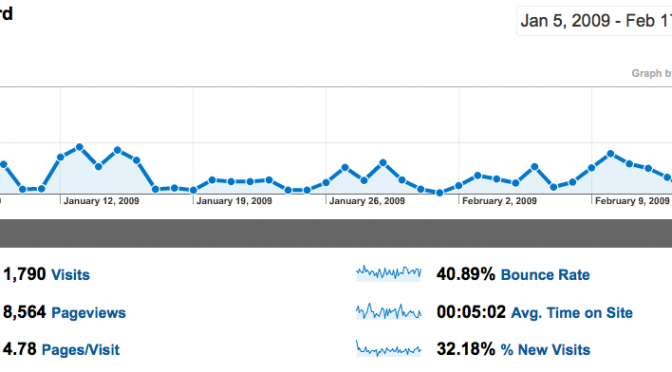 rd
Jan 5, 2009 - Feb 17
Graph by
9
January 12, 2009
January 19, 2009
January 26, 2009
February 2, 2009
February 9, 2009
1,790 Visits
40.89% Bounce Rate
8,564 Pageviews
00:05:02 Avg. Time on Site
4.78 Pages/Visit
32.18% % New Visits